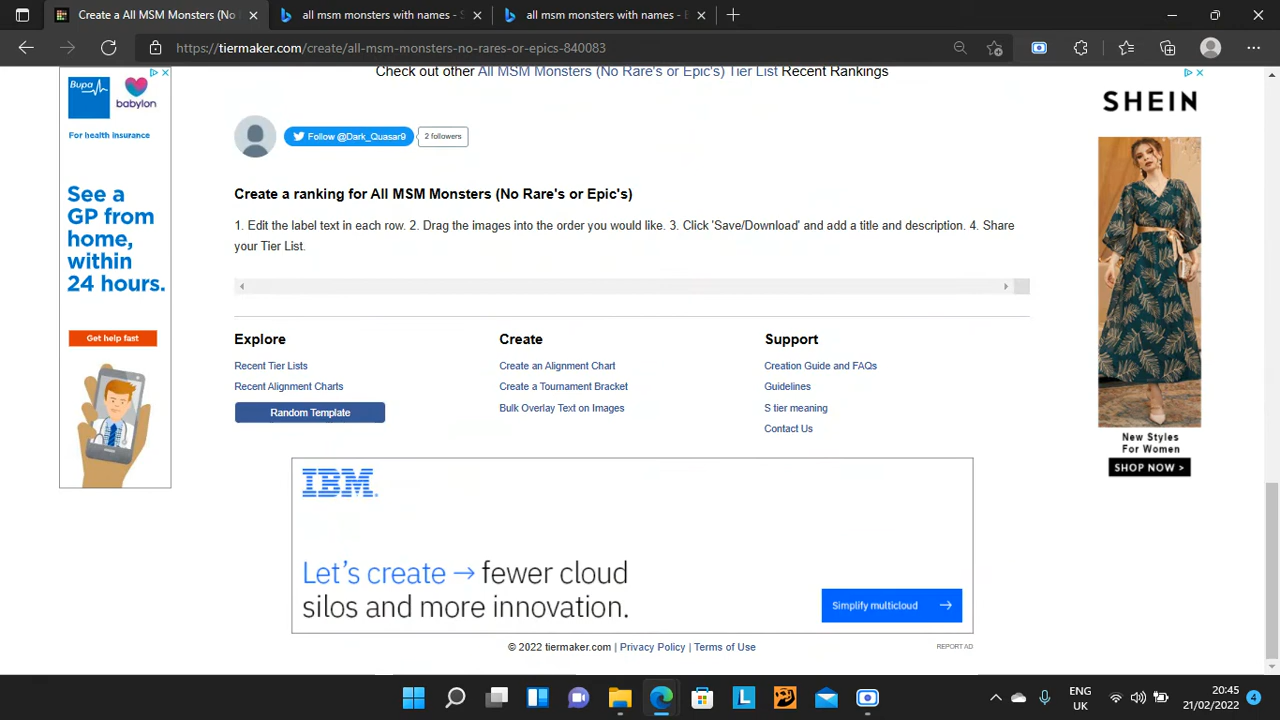 Create a All MSM Monsters (No
all msm monsters with names - S
all msm monsters with names - E
https://tiermaker.com/create/all-msm-monsters-no-rares-or-epics-840083
Check out other All MSM Monsters (No Rare's or Epic's) Tier List Recent Rankings
Bupa
babylon
For health insurance
See a
GP from
home,
within
24 hours.
Get help fast
Follow @Dark_Quasar9
2 followers
Create a ranking for All MSM Monsters (No Rare's or Epic's)
1. Edit the label text in each row. 2. Drag the images into the order you would like. 3. Click 'Save/Download' and add a title and description. 4. Share
your Tier List.
Explore
Recent Tier Lists
Recent Alignment Charts
Random Template
Create
Create an Alignment Chart
Create a Tournament Bracket
Bulk Overlay Text on Images
Support
Creation Guide and FAQs
Guidelines
S tier meaning
Contact Us
SHEIN
New Styles
For Women
SHOP NOW >
IBM
Let's create → fewer cloud
silos and more innovation.
Simplify multicloud →
© 2022 tiermaker.com | Privacy Policy | Terms of Use
REPORT AD
L
ENG
UK
20:45
21/02/2022
4